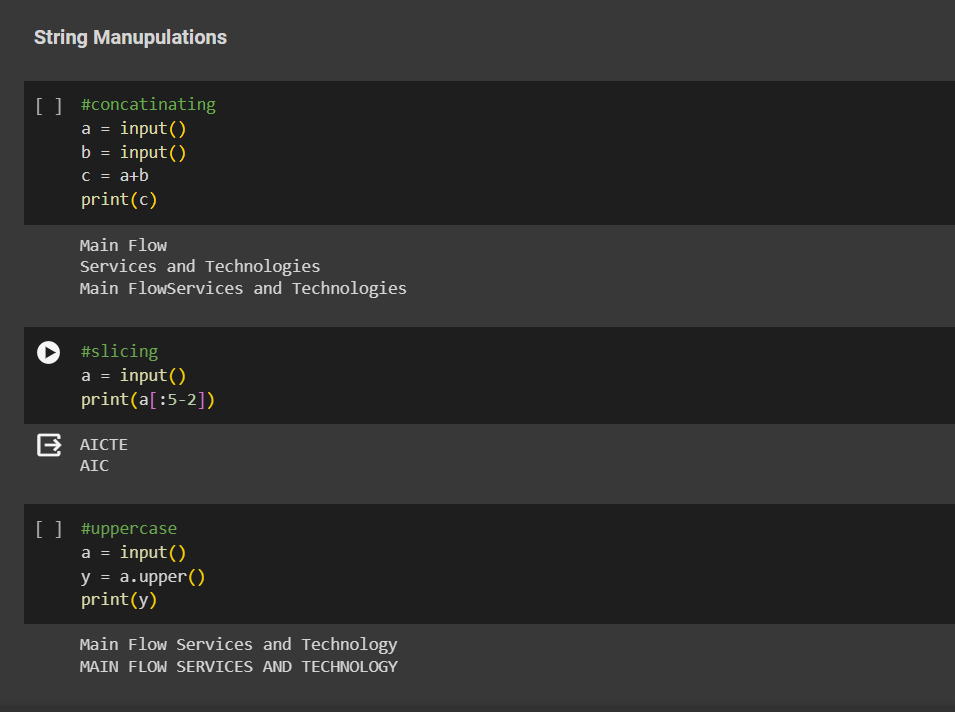 String Manupulations
[ ] #concatinating
a = input()
b = input()
c = a+b
print(c)
Main Flow
Services and Technologies
Main FlowServices and Technologies
#slicing
a = input()
print(a[:5-2])
AICTE
AIC
[ ] #uppercase
a = input()
y = a.upper()
print(y)
Main Flow Services and Technology
MAIN FLOW SERVICES AND TECHNOLOGY